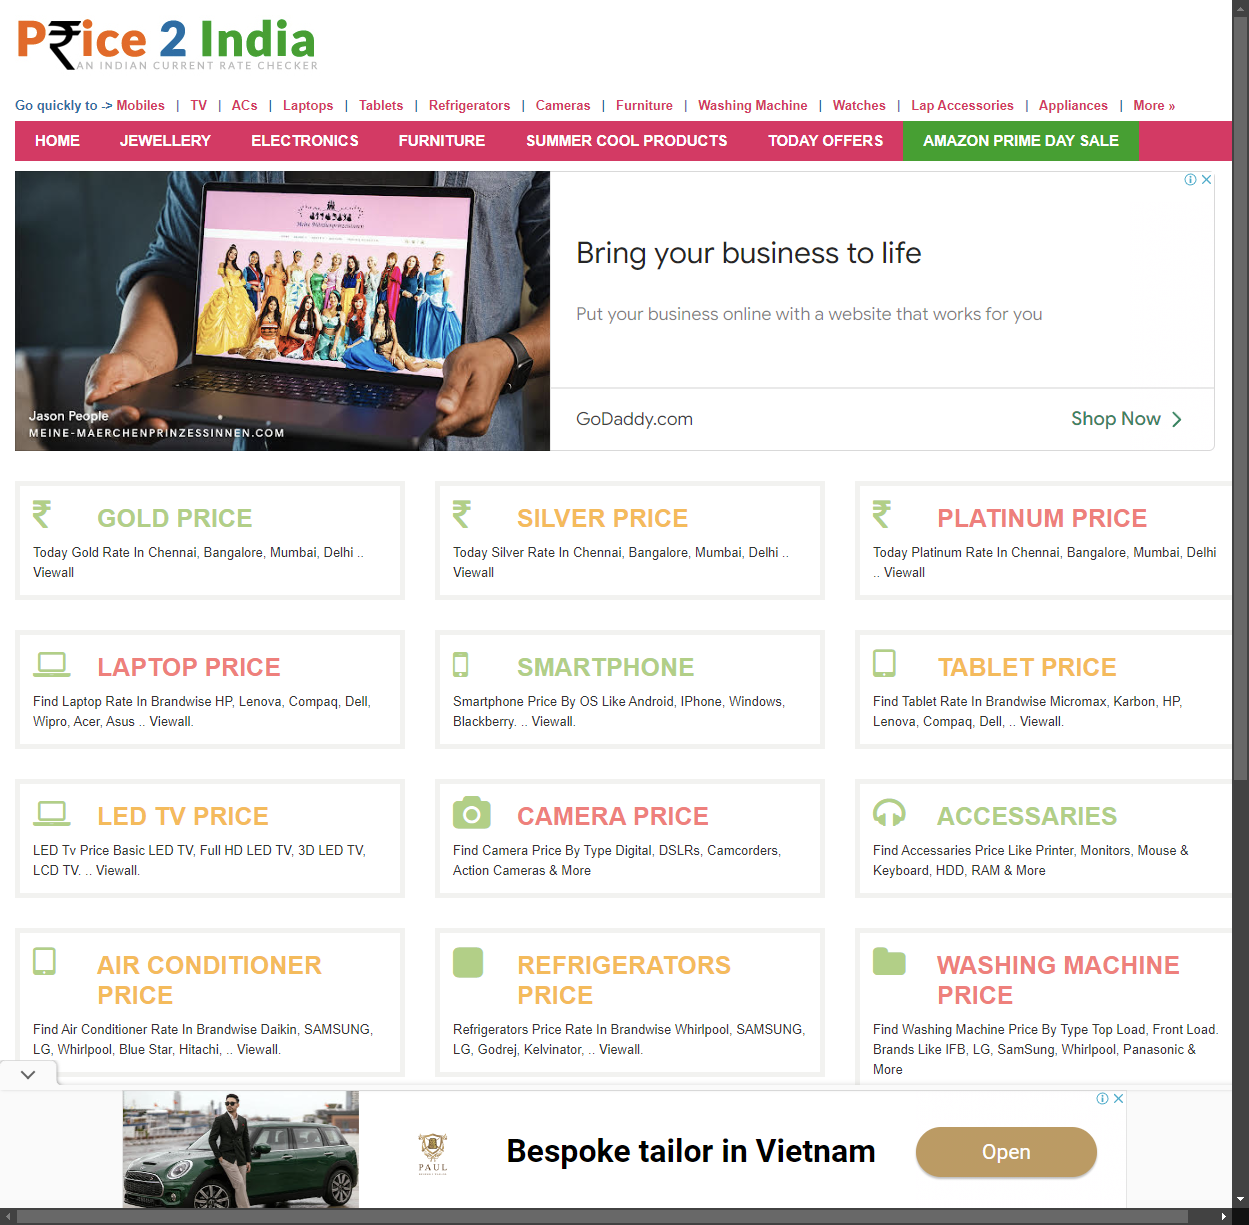 Price 2 India
AN INDIAN CURRENT RATE CHECKER
Go quickly to -> Mobiles | TV | ACs | Laptops | Tablets | Refrigerators | Cameras | Furniture | Washing Machine | Watches | Lap Accessories | Appliances | More »
HOME JEWELLERY ELECTRONICS FURNITURE SUMMER COOL PRODUCTS TODAY OFFERS AMAZON PRIME DAY SALE
Meine Märchenprinzessinnen
Jason People
MEINE-MAERCHENPRINZESSINNEN.COM
Bring your business to life
Put your business online with a website that works for you
GoDaddy.com
Shop Now
GOLD PRICE
Today Gold Rate In Chennai, Bangalore, Mumbai, Delhi ..
Viewall
SILVER PRICE
Today Silver Rate In Chennai, Bangalore, Mumbai, Delhi ..
Viewall
PLATINUM PRICE
Today Platinum Rate In Chennai, Bangalore, Mumbai, Delhi
.. Viewall
LAPTOP PRICE
Find Laptop Rate In Brandwise HP, Lenova, Compaq, Dell,
Wipro, Acer, Asus .. Viewall.
SMARTPHONE
Smartphone Price By OS Like Android, IPhone, Windows,
Blackberry. .. Viewall.
TABLET PRICE
Find Tablet Rate In Brandwise Micromax, Karbon, HP,
Lenova, Compaq, Dell, .. Viewall.
LED TV PRICE
LED Tv Price Basic LED TV, Full HD LED TV, 3D LED TV,
LCD TV. .. Viewall.
CAMERA PRICE
Find Camera Price By Type Digital, DSLRs, Camcorders,
Action Cameras & More
ACCESSARIES
Find Accessaries Price Like Printer, Monitors, Mouse &
Keyboard, HDD, RAM & More
AIR CONDITIONER
PRICE
Find Air Conditioner Rate In Brandwise Daikin, SAMSUNG,
LG, Whirlpool, Blue Star, Hitachi, .. Viewall.
REFRIGERATORS
PRICE
Refrigerators Price Rate In Brandwise Whirlpool, SAMSUNG,
LG, Godrej, Kelvinator, .. Viewall.
WASHING MACHINE
PRICE
Find Washing Machine Price By Type Top Load, Front Load.
Brands Like IFB, LG, SamSung, Whirlpool, Panasonic &
More
PAUL
Bespoke tailor in Vietnam
Open